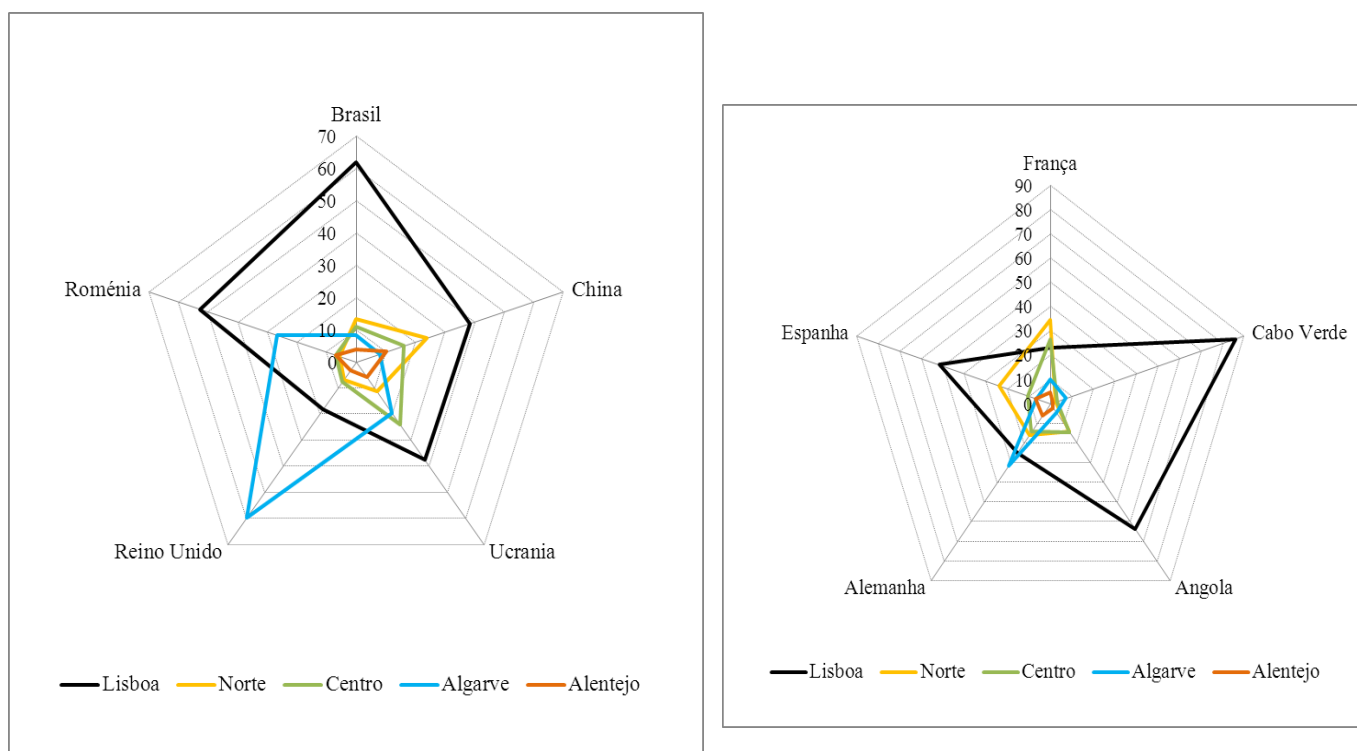 Brasil
70
60
50
40
30
20
10
0
China
Ucrania
Reino Unido
Roménia
Lisboa Norte Centro Algarve Alentejo
França
90
80
70
60
50
40
30
20
10
0
Cabo Verde
Angola
Alemanha
Espanha
Lisboa Norte Centro Algarve Alentejo